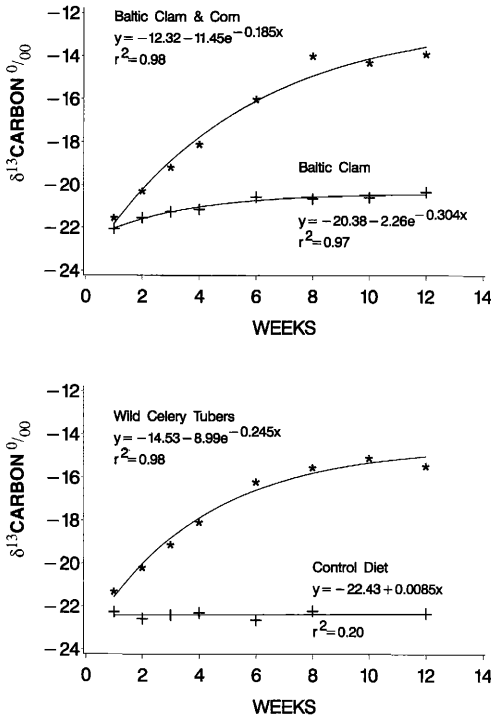 −12
−14
−16
−18
−20
−22
−24
δ13CARBON 0/00
Baltic Clam & Corn
y= −12.32−11.45e−0.185x
r2=0.98
Baltic Clam
y= −20.38−2.26e−0.304x
r2=0.97
0 2 4 6 8 10 12 14
WEEKS
−12
−14
−16
−18
−20
−22
−24
δ13CARBON 0/00
Wild Celery Tubers
y= −14.53−8.99e−0.245x
r2=0.98
Control Diet
y= −22.43+0.0085x
r2=0.20
0 2 4 6 8 10 12 14
WEEKS